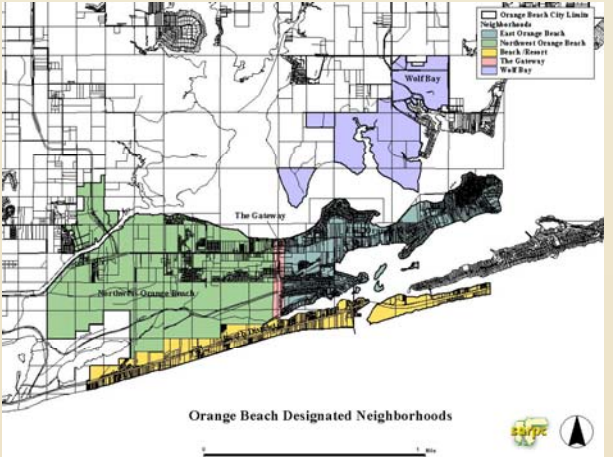 Orange Beach City Limits
Neighborhoods
East Orange Beach
Northwest Orange Beach
Beach /Resort
The Gateway
Wolf Bay
Wolf Bay
The Gateway
Northwest Orange Beach
Orange Beach Designated Neighborhoods
sarpc
0 1 Mile